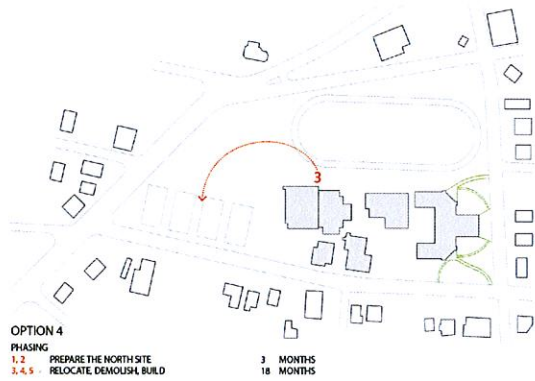 3
OPTION 4
PHASING
1, 2 PREPARE THE NORTH SITE 3 MONTHS
3, 4, 5 RELOCATE, DEMOLISH, BUILD 18 MONTHS